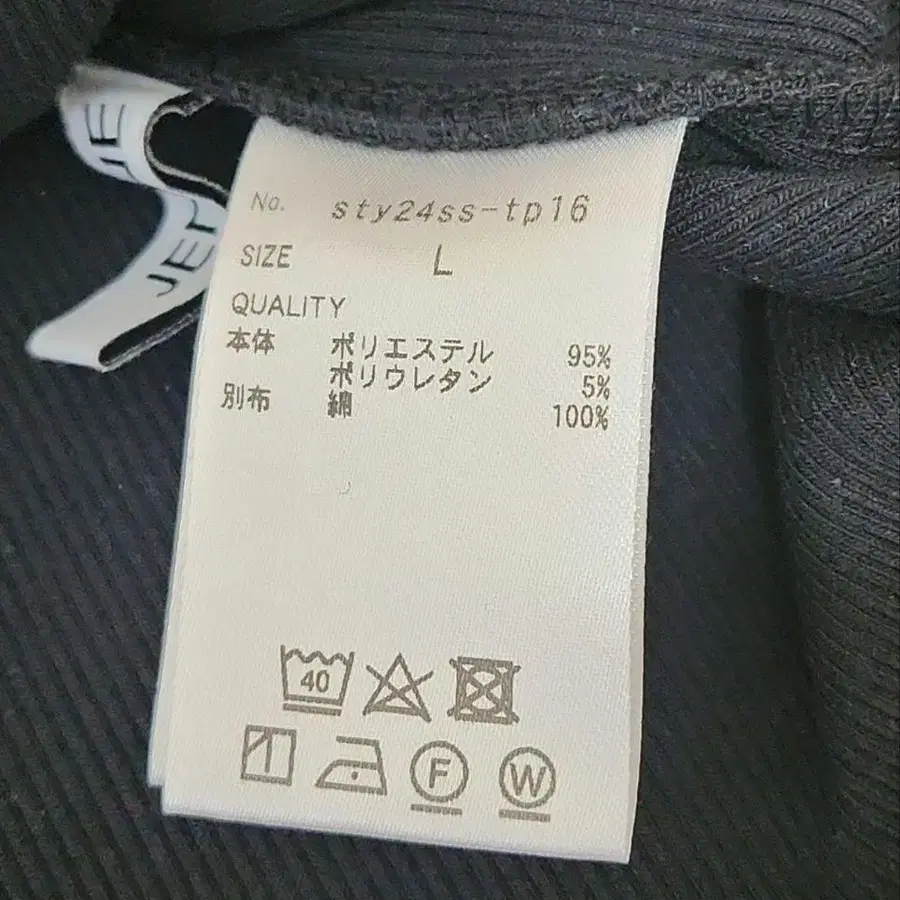 No. sty24ss-tp16
SIZE L
QUALITY
本体 ポリエステル 95%
ポリウレタン 5%
別布 綿 100%
40
F W